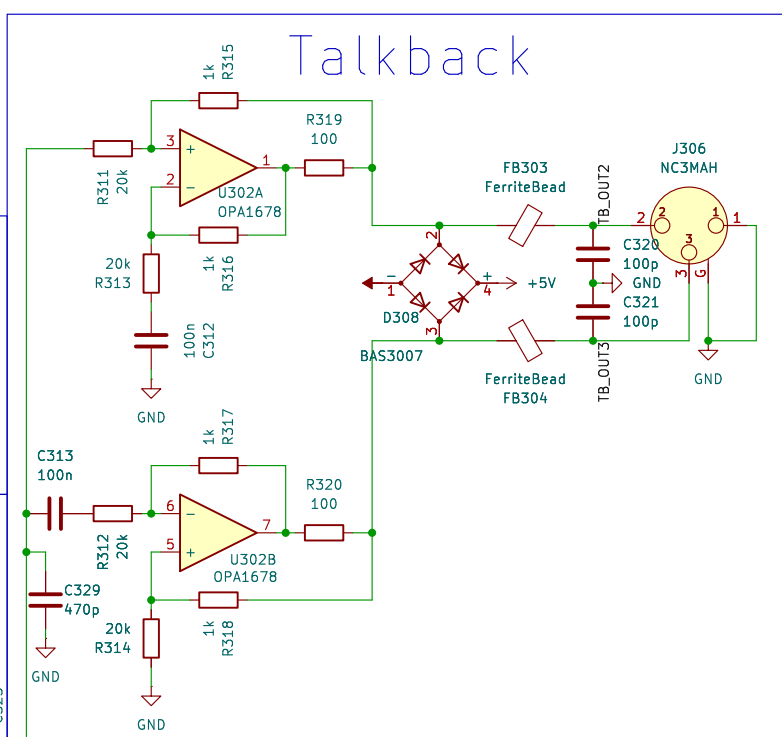 Talkback
1k
R315
R319
100
3
+
1
2
−
U302A
OPA1678
R311
20k
1k
R316
20k
R313
100n
C312
GND
J306
NC3MAH
FB303
FerriteBead
TB_OUT2
2
2
1
1
3
3
G
C320
100p
GND
C321
100p
2
−
+
1
4
+5V
D308
3
BAS3007
FerriteBead
FB304
TB_OUT3
GND
1k
R317
C313
100n
R320
100
6
−
7
5
+
R312
20k
U302B
OPA1678
C329
470p
1k
R318
20k
R314
GND
GND